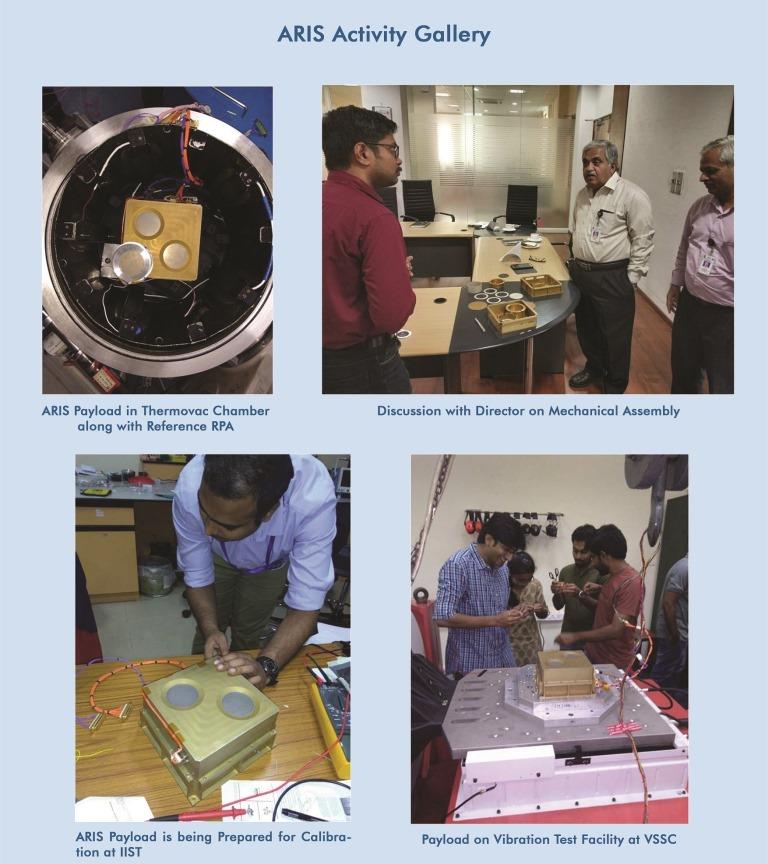 ARIS Activity Gallery
ARIS Payload in Thermovac Chamber
along with Reference RPA
Discussion with Director on Mechanical Assembly
ARIS Payload is being Prepared for Calibra-
tion at IIST
Payload on Vibration Test Facility at VSSC